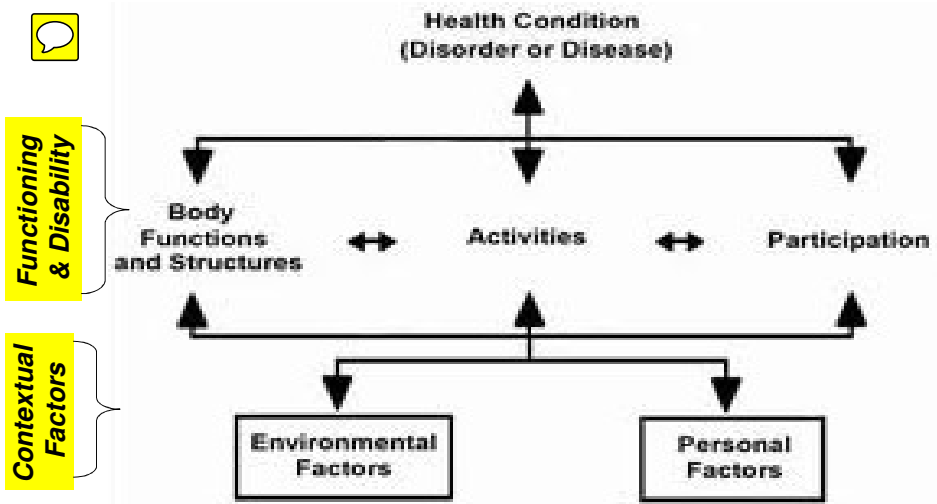 Health Condition
(Disorder or Disease)
Functioning
& Disability
Body
Functions
and Structures
Activities
Participation
Contextual
Factors
Environmental
Factors
Personal
Factors